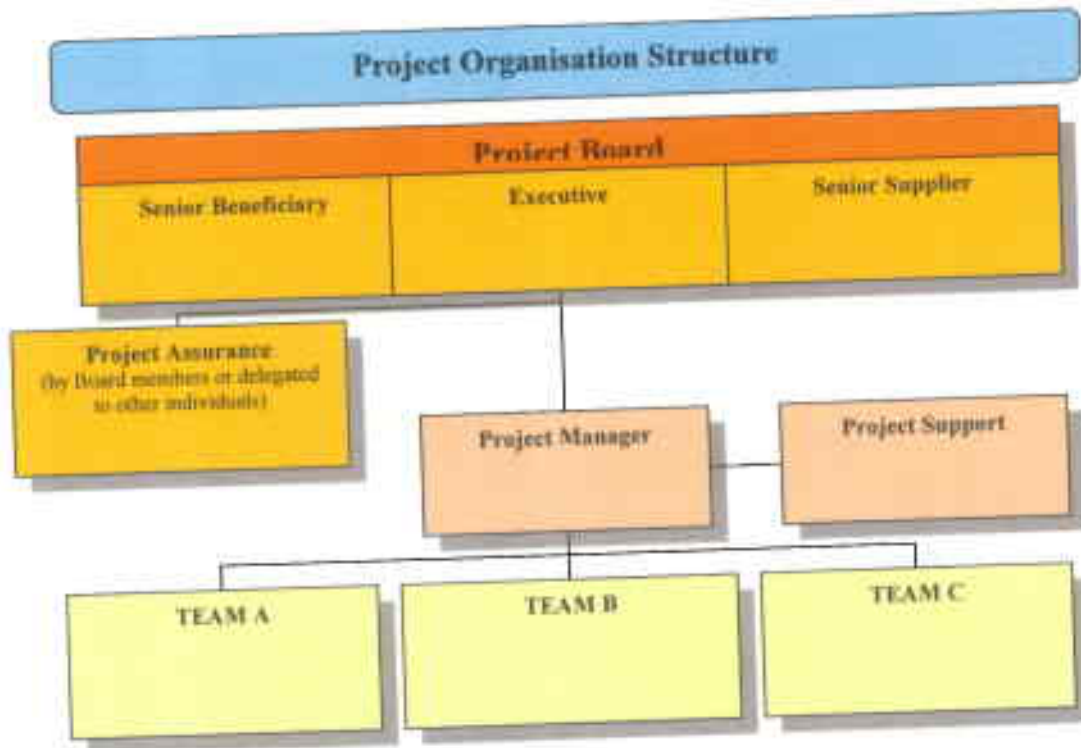 Project Organisation Structure
Project Board
Senior Beneficiary
Executive
Senior Supplier
Project Assurance
(by Board members or delegated
to other individuals)
Project Manager
Project Support
TEAM A
TEAM B
TEAM C